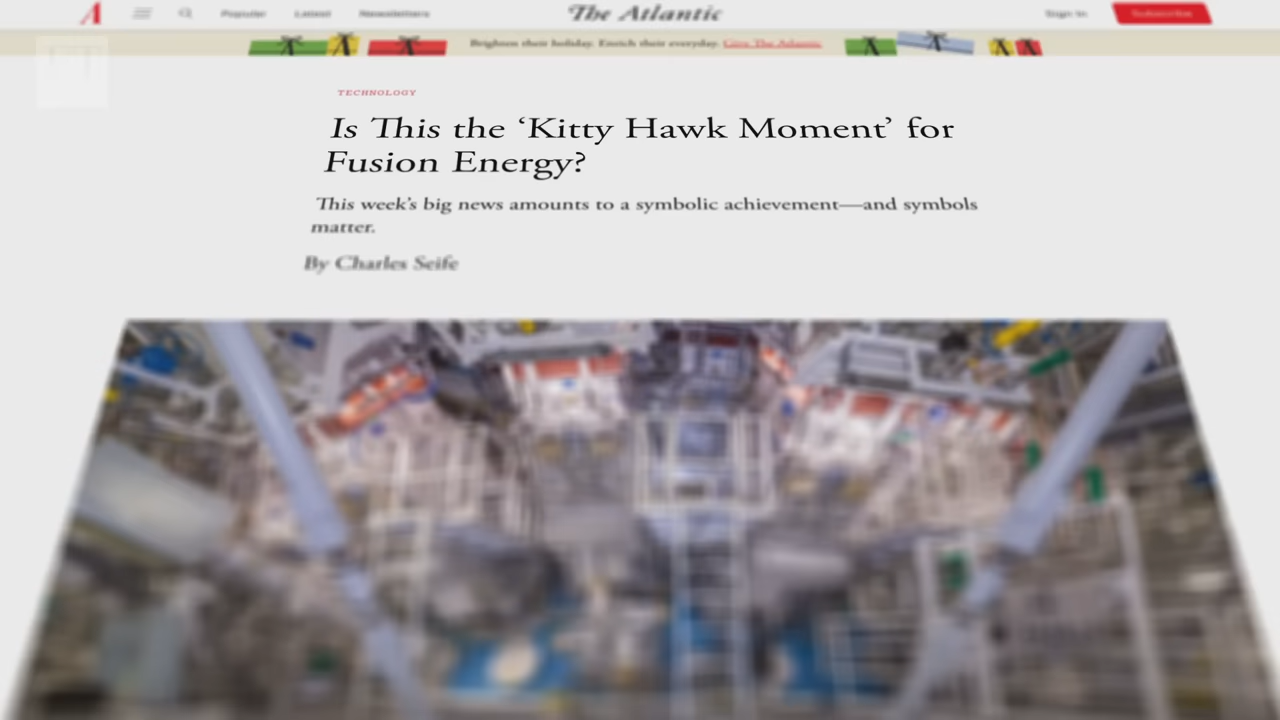 Popular Latest Newsletters The Atlantic Sign In Subscribe
Brighten their holiday. Enrich their everyday. Give The Atlantic
TECHNOLOGY
Is This the ‘Kitty Hawk Moment’ for
Fusion Energy?
This week’s big news amounts to a symbolic achievement—and symbols
matter.
By Charles Seife